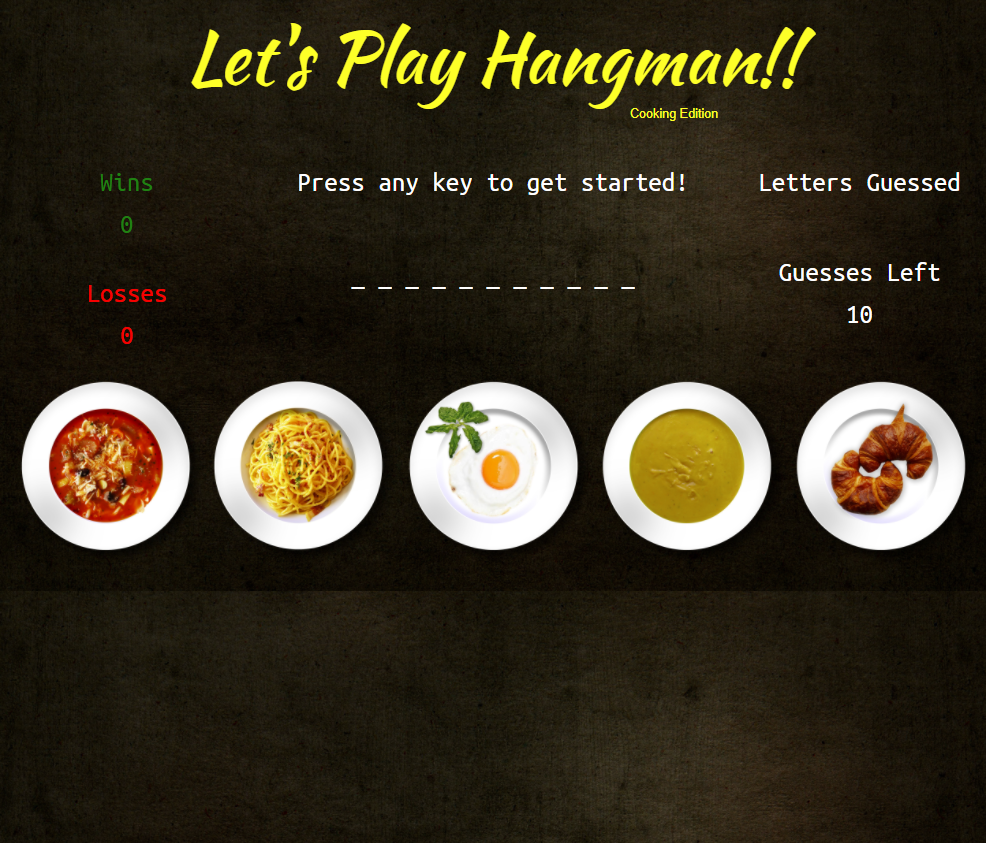 Let's Play Hangman!!
Cooking Edition
Wins
0
Losses
0
Press any key to get started!
_ _ _ _ _ _ _ _ _ _ _
Letters Guessed
Guesses Left
10